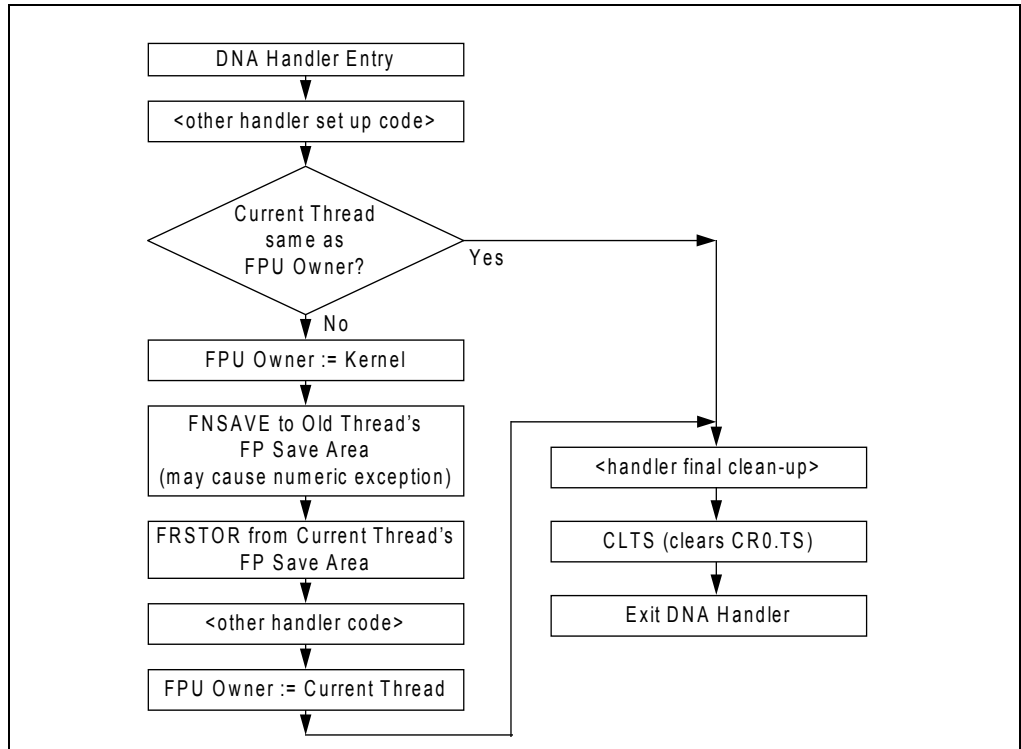 DNA Handler Entry
<other handler set up code>
Current Thread
same as
FPU Owner?
Yes
No
FPU Owner := Kernel
FNSAVE to Old Thread’s
FP Save Area
(may cause numeric exception)
FRSTOR from Current Thread’s
FP Save Area
<other handler code>
FPU Owner := Current Thread
<handler final clean-up>
CLTS (clears CR0.TS)
Exit DNA Handler